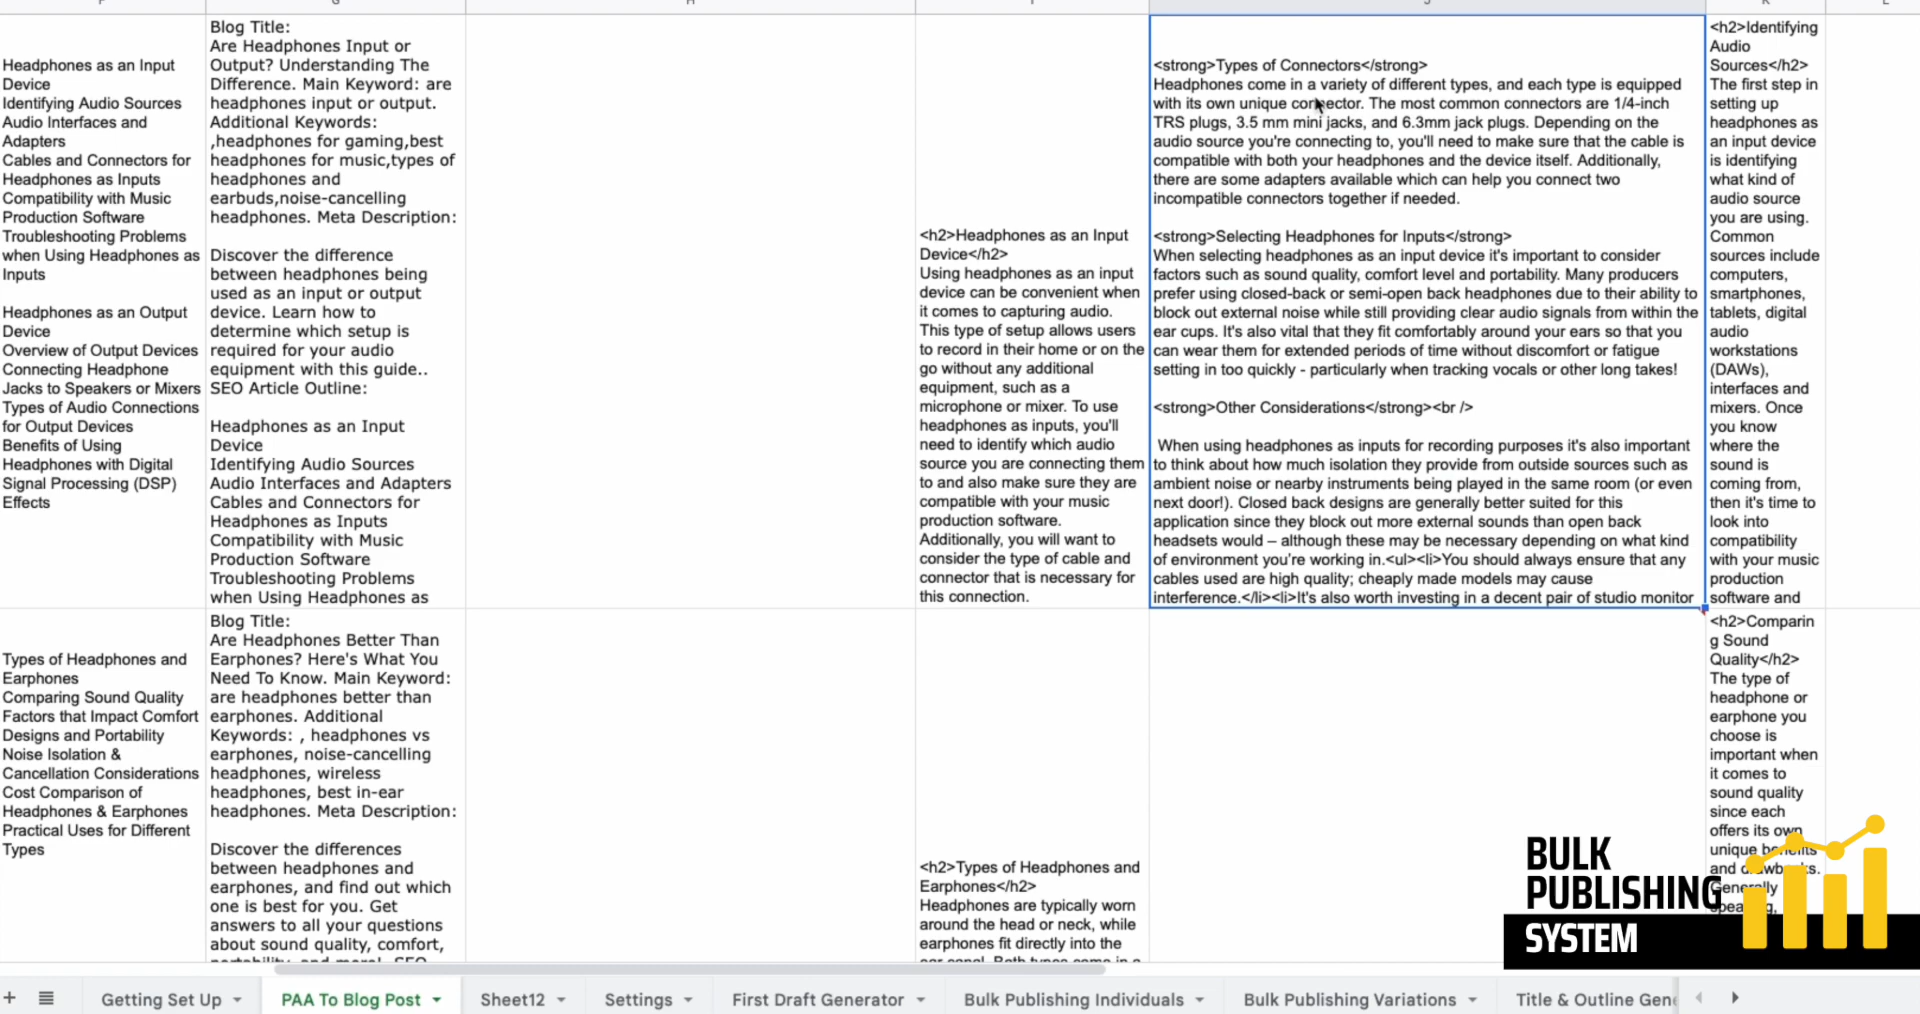 Headphones as an Input
Device
Identifying Audio Sources
Audio Interfaces and
Adapters
Cables and Connectors for
Headphones as Inputs
Compatibility with Music
Production Software
Troubleshooting Problems
when Using Headphones as
Inputs
Headphones as an Output
Device
Overview of Output Devices
Connecting Headphone
Jacks to Speakers or Mixers
Types of Audio Connections
for Output Devices
Benefits of Using
Headphones with Digital
Signal Processing (DSP)
Effects
Blog Title:
Are Headphones Input or
Output? Understanding The
Difference. Main Keyword: are
headphones input or output.
Additional Keywords:
,headphones for gaming,best
headphones for music,types of
headphones and
earbuds,noise-cancelling
headphones. Meta Description:
Discover the difference
between headphones being
used as an input or output
device. Learn how to
determine which setup is
required for your audio
equipment with this guide..
SEO Article Outline:
Headphones as an Input
Device
Identifying Audio Sources
Audio Interfaces and Adapters
Cables and Connectors for
Headphones as Inputs
Compatibility with Music
Production Software
Troubleshooting Problems
when Using Headphones as
<h2>Headphones as an Input
Device</h2>
Using headphones as an input
device can be convenient when
it comes to capturing audio.
This type of setup allows users
to record in their home or on the
go without any additional
equipment, such as a
microphone or mixer. To use
headphones as inputs, you'll
need to identify which audio
source you are connecting them
to and also make sure they are
compatible with your music
production software.
Additionally, you will want to
consider the type of cable and
connector that is necessary for
this connection.
<strong>Types of Connectors</strong>
Headphones come in a variety of different types, and each type is equipped
with its own unique connector. The most common connectors are 1/4-inch
TRS plugs, 3.5 mm mini jacks, and 6.3mm jack plugs. Depending on the
audio source you're connecting to, you'll need to make sure that the cable is
compatible with both your headphones and the device itself. Additionally,
there are some adapters available which can help you connect two
incompatible connectors together if needed.
<strong>Selecting Headphones for Inputs</strong>
When selecting headphones as an input device it's important to consider
factors such as sound quality, comfort level and portability. Many producers
prefer using closed-back or semi-open back headphones due to their ability to
block out external noise while still providing clear audio signals from within the
ear cups. It's also vital that they fit comfortably around your ears so that you
can wear them for extended periods of time without discomfort or fatigue
setting in too quickly - particularly when tracking vocals or other long takes!
<strong>Other Considerations</strong><br />
When using headphones as inputs for recording purposes it's also important
to think about how much isolation they provide from outside sources such as
ambient noise or nearby instruments being played in the same room (or even
next door!). Closed back designs are generally better suited for this
application since they block out more external sounds than open back
headsets would – although these may be necessary depending on what kind
of environment you're working in.<ul><li>You should always ensure that any
cables used are high quality; cheaply made models may cause
interference.</li><li>It's also worth investing in a decent pair of studio monitor
<h2>Identifying
Audio
Sources</h2>
The first step in
setting up
headphones as
an input device
is identifying
what kind of
audio source
you are using.
Common
sources include
computers,
smartphones,
tablets, digital
audio
workstations
(DAWs),
interfaces and
mixers. Once
you know
where the
sound is
coming from,
then it's time to
look into
compatibility
with your music
production
software and
Types of Headphones and
Earphones
Comparing Sound Quality
Factors that Impact Comfort
Designs and Portability
Noise Isolation &
Cancellation Considerations
Cost Comparison of
Headphones & Earphones
Practical Uses for Different
Types
Blog Title:
Are Headphones Better Than
Earphones? Here's What You
Need To Know. Main Keyword:
are headphones better than
earphones. Additional
Keywords: , headphones vs
earphones, noise-cancelling
headphones, wireless
headphones, best in-ear
headphones. Meta Description:
Discover the differences
between headphones and
earphones, and find out which
one is best for you. Get
answers to all your questions
about sound quality, comfort,
<h2>Types of Headphones and
Earphones</h2>
Headphones are typically worn
around the head or neck, while
earphones fit directly into the
<h2>Comparin
g Sound
Quality</h2>
The type of
headphone or
earphone you
choose is
important when
it comes to
sound quality
since each
offers its own
unique benefits
and
Generally
BULK
PUBLISHING
SYSTEM
+ Getting Set Up PAA To Blog Post Sheet12 Settings First Draft Generator Bulk Publishing Individuals Bulk Publishing Variations Title & Outline Gen